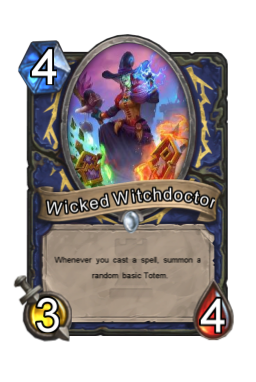 4
Wicked Witchdoctor
Whenever you cast a spell, summon a
random basic Totem.
3
4